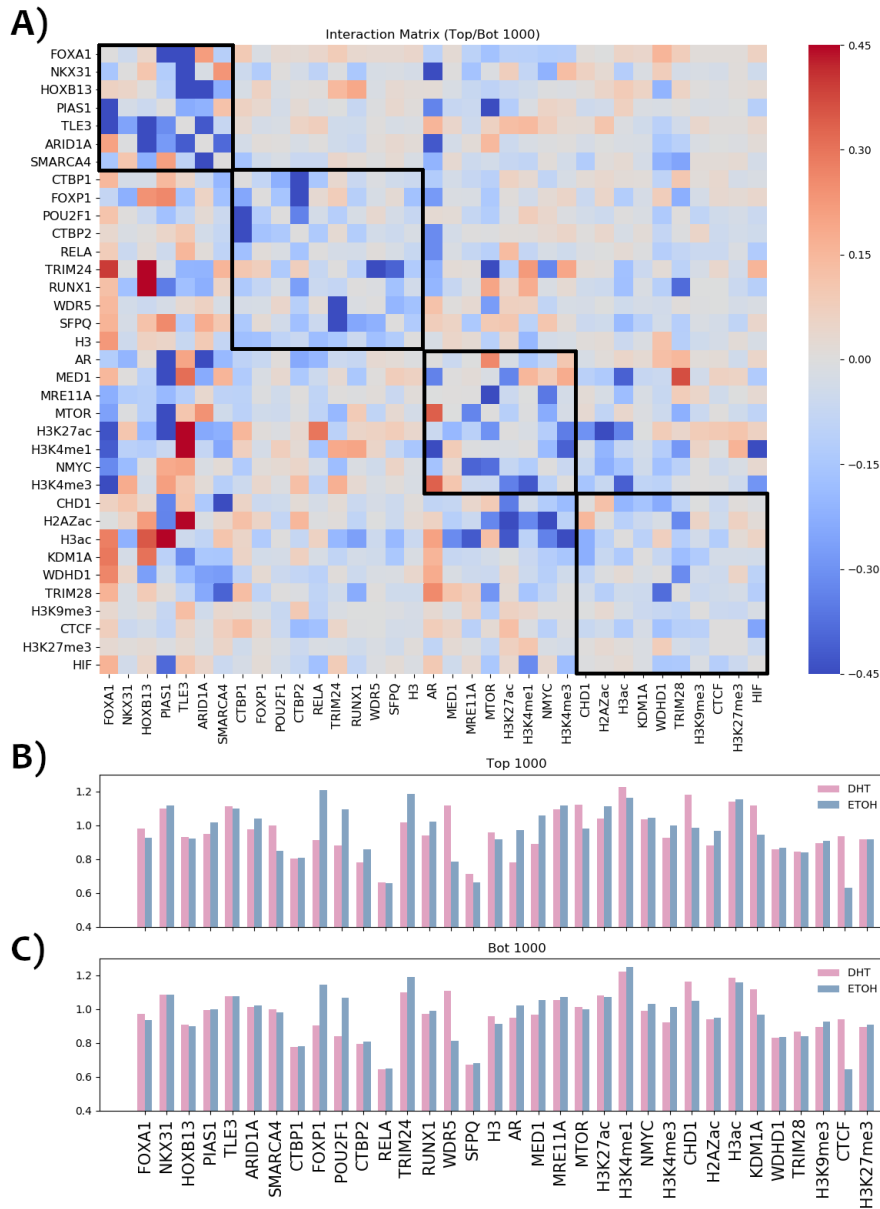 A)
Interaction Matrix (Top/Bot 1000)
FOXA1
NKX31
HOXB13
PIAS1
TLE3
ARID1A
SMARCA4
CTBP1
FOXP1
POU2F1
CTBP2
RELA
TRIM24
RUNX1
WDR5
SFPQ
H3
AR
MED1
MRE11A
MTOR
H3K27ac
H3K4me1
NMYC
H3K4me3
CHD1
H2AZac
H3ac
KDM1A
WDHD1
TRIM28
H3K9me3
CTCF
H3K27me3
HIF
0.45
0.30
0.15
0.00
−0.15
−0.30
−0.45
FOXA1
NKX31
HOXB13
PIAS1
TLE3
ARID1A
SMARCA4
CTBP1
FOXP1
POU2F1
CTBP2
RELA
TRIM24
RUNX1
WDR5
SFPQ
H3
AR
MED1
MRE11A
MTOR
H3K27ac
H3K4me1
NMYC
H3K4me3
CHD1
H2AZac
H3ac
KDM1A
WDHD1
TRIM28
H3K9me3
CTCF
H3K27me3
HIF
B)
Top 1000
1.2
1.0
0.8
0.6
0.4
DHT
ETOH
C)
Bot 1000
1.2
1.0
0.8
0.6
0.4
DHT
ETOH
FOXA1
NKX31
HOXB13
PIAS1
TLE3
ARID1A
SMARCA4
CTBP1
FOXP1
POU2F1
CTBP2
RELA
TRIM24
RUNX1
WDR5
SFPQ
H3
AR
MED1
MRE11A
MTOR
H3K27ac
H3K4me1
NMYC
H3K4me3
CHD1
H2AZac
H3ac
KDM1A
WDHD1
TRIM28
H3K9me3
CTCF
H3K27me3